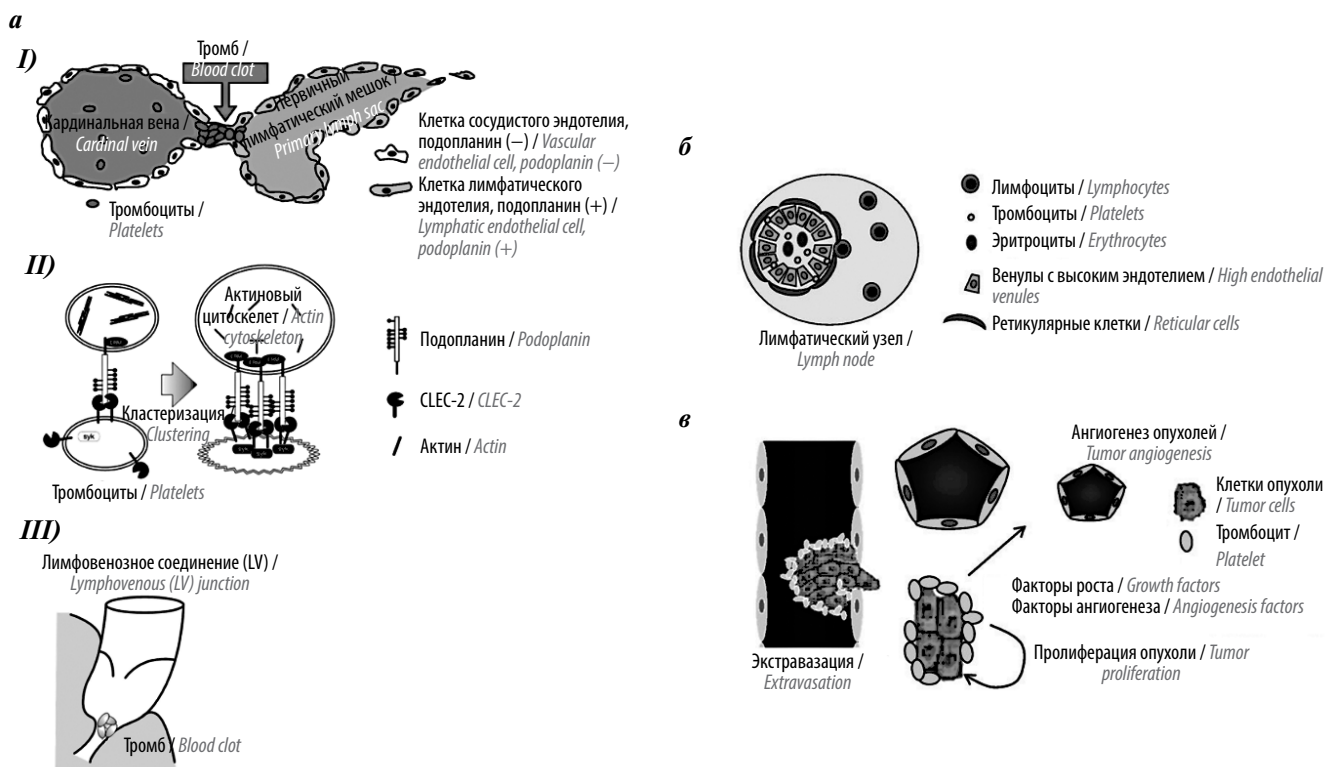 а
I)
Тромб /
Blood clot
Кардинальная вена /
Cardinal vein
Первичный
лимфатический мешок /
Primary lymph sac
Клетка сосудистого эндотелия,
подопланин (—) / Vascular
endothelial cell, podoplanin (—)
Клетка лимфатического
эндотелия, подопланин (+) /
Lymphatic endothelial cell,
podoplanin (+)
Тромбоциты /
Platelets
II)
Актиновый
цитоскелет / Actin
cytoskeleton
Кластеризация /
Clustering
syk
Тромбоциты / Platelets
Подопланин / Podoplanin
CLEC-2 / CLEC-2
Актин / Actin
III)
Лимфовенозное соединение (LV) /
Lymphovenous (LV) junction
Тромб / Blood clot
б
Лимфоциты / Lymphocytes
Тромбоциты / Platelets
Эритроциты / Erythrocytes
Венулы с высоким эндотелием / High endothelial
venules
Ретикулярные клетки / Reticular cells
Лимфатический узел /
Lymph node
в
Ангиогенез опухолей /
Tumor angiogenesis
Клетки опухоли
/ Tumor cells
Тромбоцит /
Platelet
Факторы роста / Growth factors
Факторы ангиогенеза / Angiogenesis factors
Экстравазация /
Extravasation
Пролиферация опухоли / Tumor
proliferation